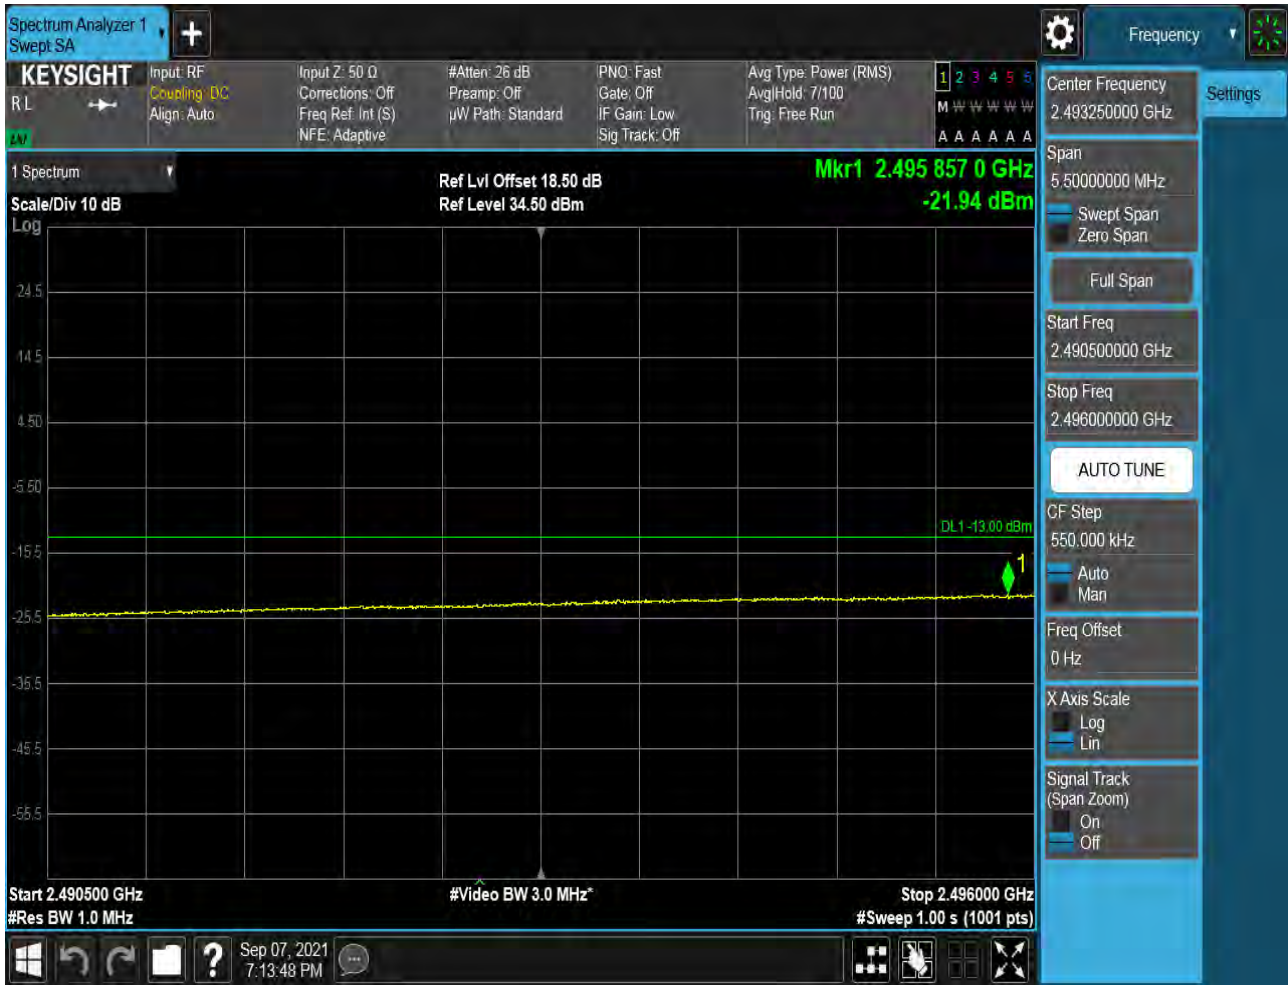 Spectrum Analyzer 1
Swept SA
+
Frequency
KEYSIGHT
R L
LNI
Input: RF
Coupling: DC
Align: Auto
Input Z: 50 Ω
Corrections: Off
Freq Ref: Int (S)
NFE: Adaptive
#Atten: 26 dB
Preamp: Off
µW Path: Standard
PNO: Fast
Gate: Off
IF Gain: Low
Sig Track: Off
Avg Type: Power (RMS)
Avg|Hold: 7/100
Trig: Free Run
1 2 3 4 5 6
M W W W W W
A A A A A A
1 Spectrum
Scale/Div 10 dB
Log
Ref Lvl Offset 18.50 dB
Ref Level 34.50 dBm
Mkr1 2.495 857 0 GHz
-21.94 dBm
24.5
14.5
4.50
-5.50
-15.5
-25.5
-35.5
-45.5
-55.5
DL1 -13.00 dBm
1
Start 2.490500 GHz
#Res BW 1.0 MHz
#Video BW 3.0 MHz*
Stop 2.496000 GHz
#Sweep 1.00 s (1001 pts)
Center Frequency
2.493250000 GHz
Settings
Span
5.50000000 MHz
Swept Span
Zero Span
Full Span
Start Freq
2.490500000 GHz
Stop Freq
2.496000000 GHz
AUTO TUNE
CF Step
550.000 kHz
Auto
Man
Freq Offset
0 Hz
X Axis Scale
Log
Lin
Signal Track
(Span Zoom)
On
Off
?
Sep 07, 2021
7:13:48 PM